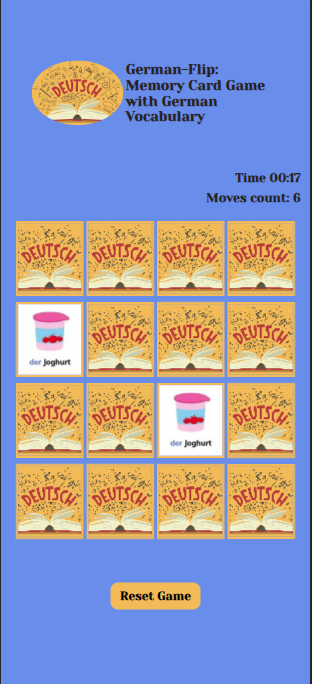 DEUTSCH
German-Flip:
Memory Card Game
with German
Vocabulary
Time 00:17
Moves count: 6
DEUTSCH DEUTSCH DEUTSCH DEUTSCH
DEUTSCH DEUTSCH DEUTSCH
der Joghurt
DEUTSCH DEUTSCH DEUTSCH
der Joghurt
DEUTSCH DEUTSCH DEUTSCH DEUTSCH
Reset Game